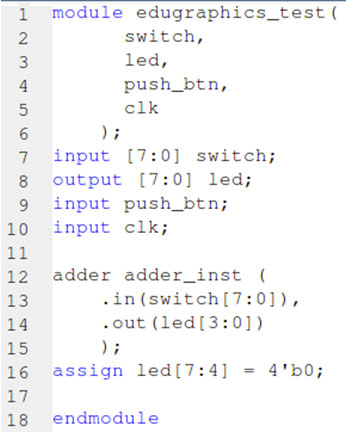 1 module edugraphics_test(
2 switch,
3 led,
4 push_btn,
5 clk
6 );
7 input [7:0] switch;
8 output [7:0] led;
9 input push_btn;
10 input clk;
11
12 adder adder_inst (
13 .in(switch[7:0]),
14 .out(led[3:0])
15 );
16 assign led[7:4] = 4'b0;
17
18 endmodule